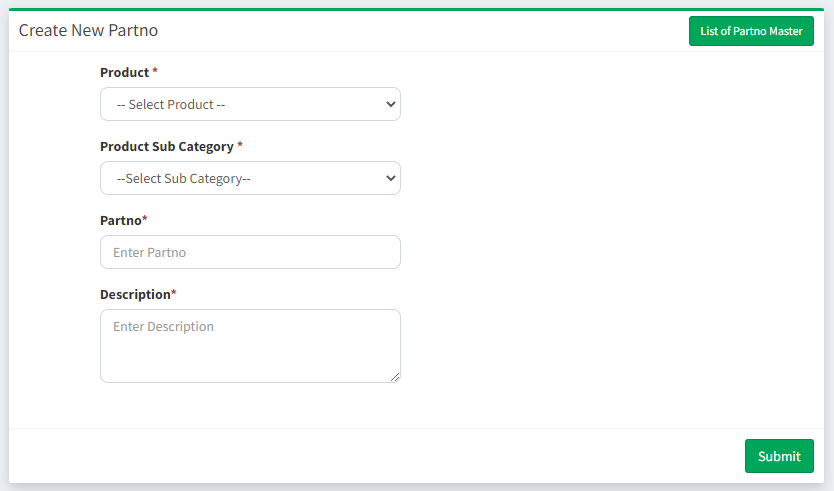 Create New Partno
List of Partno Master
Product *
-- Select Product --
Product Sub Category *
--Select Sub Category--
Partno*
Enter Partno
Description*
Enter Description
Submit